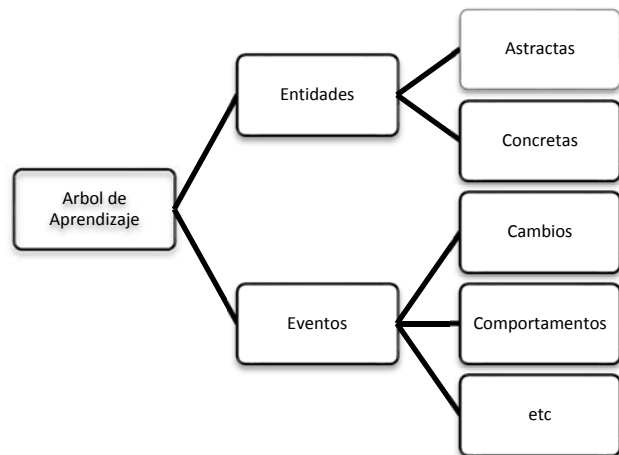 Arbol de
Aprendizaje
Entidades
Astractas
Concretas
Eventos
Cambios
Comportamentos
etc